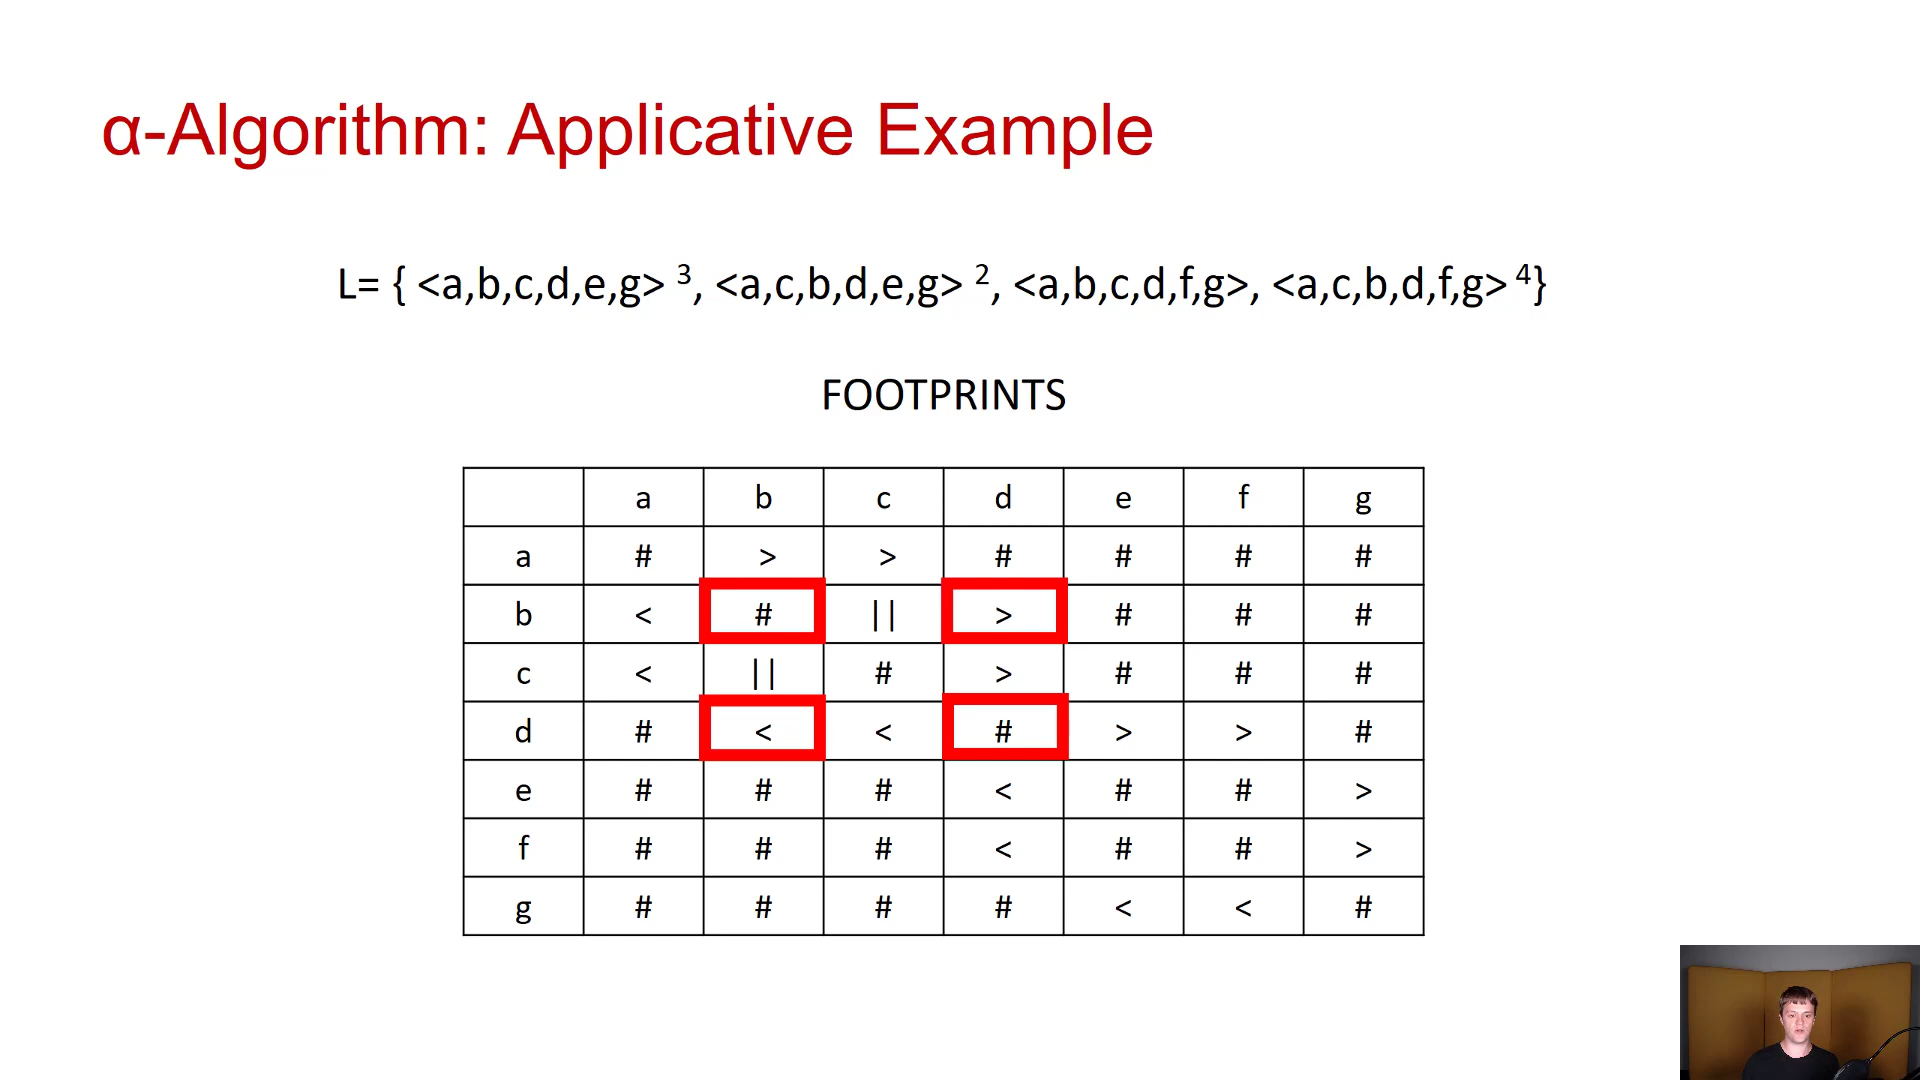 α-Algorithm: Applicative Example
L= { <a,b,c,d,e,g> ³, <a,c,b,d,e,g> ², <a,b,c,d,f,g>, <a,c,b,d,f,g> ⁴}
FOOTPRINTS
a b c d e f g
a # > > # # # #
b < # || > # # #
c < || # > # # #
d # < < # > > #
e # # # < # # >
f # # # < # # >
g # # # # < < #